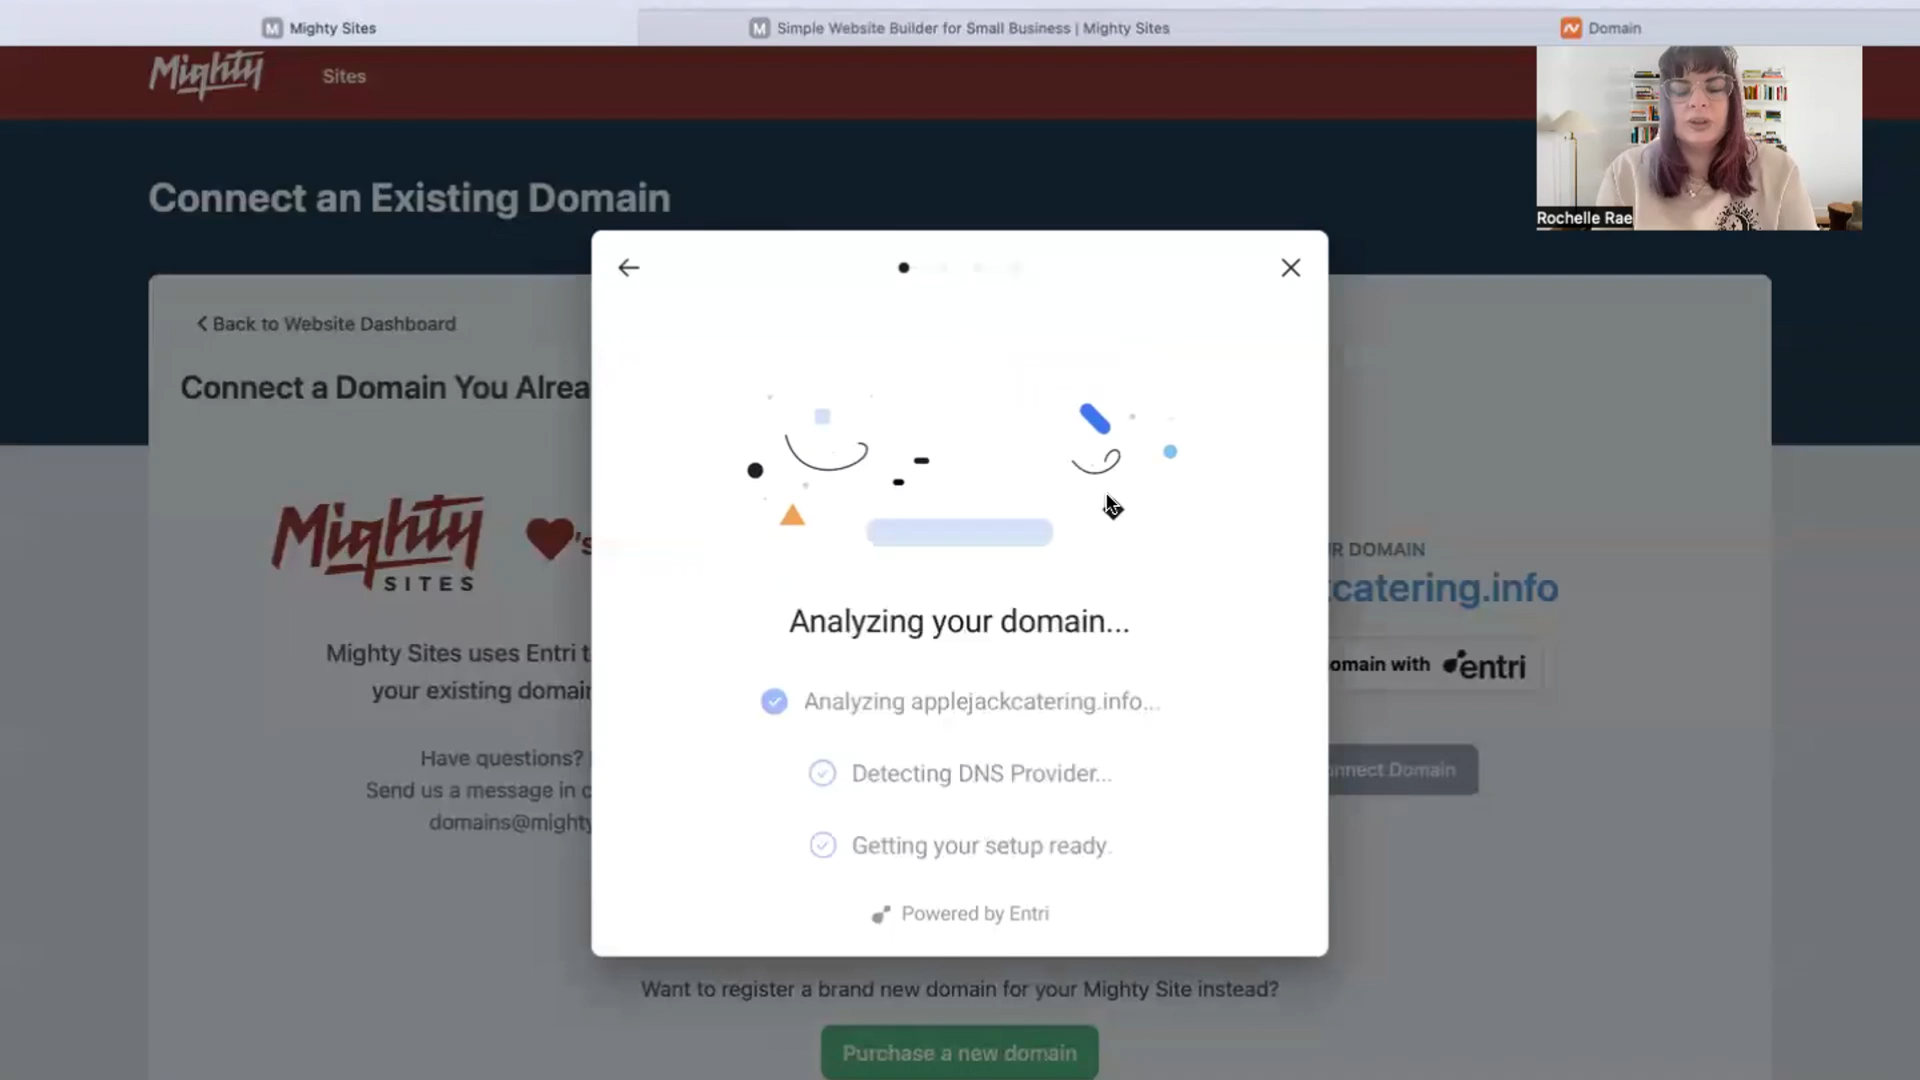 Mighty Sites
Simple Website Builder for Small Business | Mighty Sites
Domain
Mighty
Sites
Rochelle Rae
Connect an Existing Domain
Back to Website Dashboard
Connect a Domain You Alrea
Mighty
SITES
's
Mighty Sites uses Entri t
your existing domain
Have questions?
Send us a message in c
domains@mighty
Analyzing your domain...
Analyzing applejackcatering.info...
Detecting DNS Provider...
Getting your setup ready.
Powered by Entri
R DOMAIN
catering.info
omain with entri
nnect Domain
Want to register a brand new domain for your Mighty Site instead?
Purchase a new domain